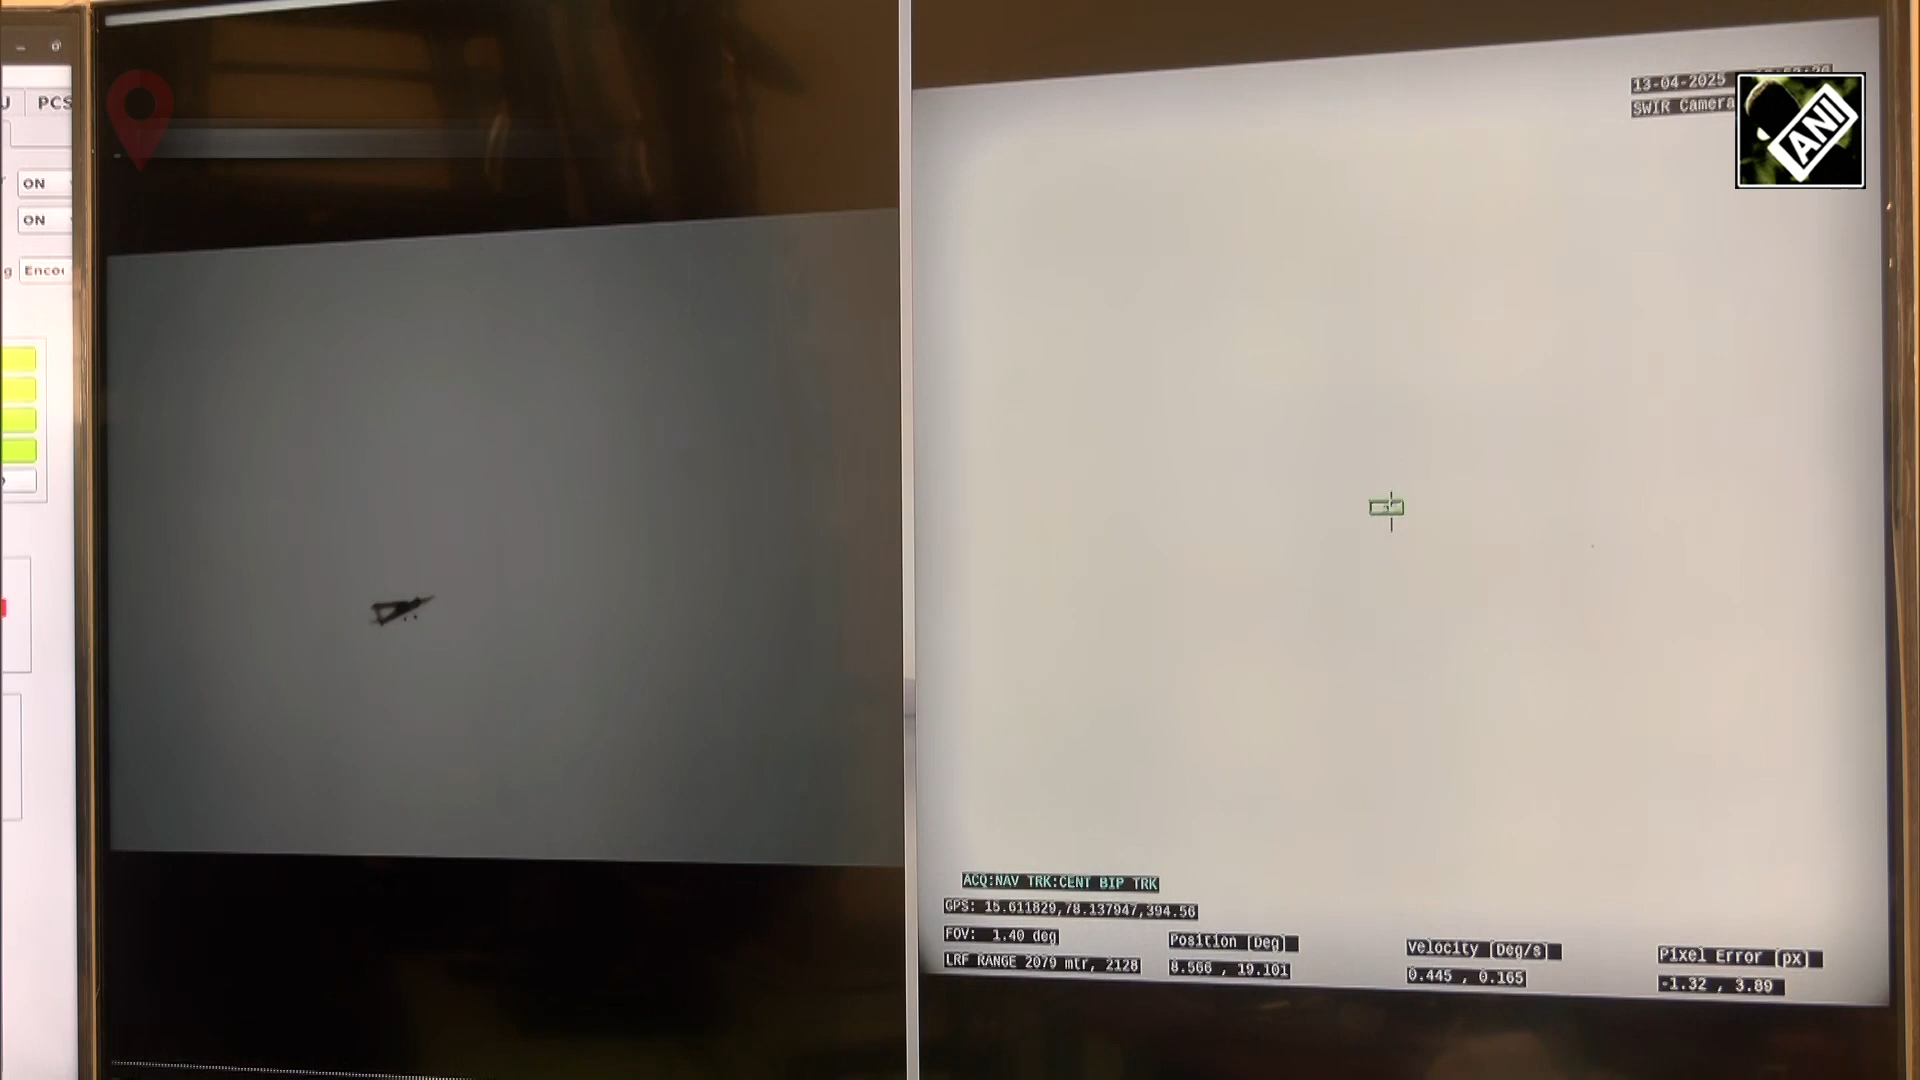 PCS
ON
ON
13-04-2025
SWIR Camera
ANI
ACQ:NAV TRK:CENT BIP TRK
GPS: 15.611829,78.137947,394.56
FOV: 1.40 deg
LRF RANGE 2079 mtr, 2128
Position [Deg]
8.566 , 19.101
Velocity [Deg/s]
0.445 , 0.165
Pixel Error [px]
-1.32 , 3.89